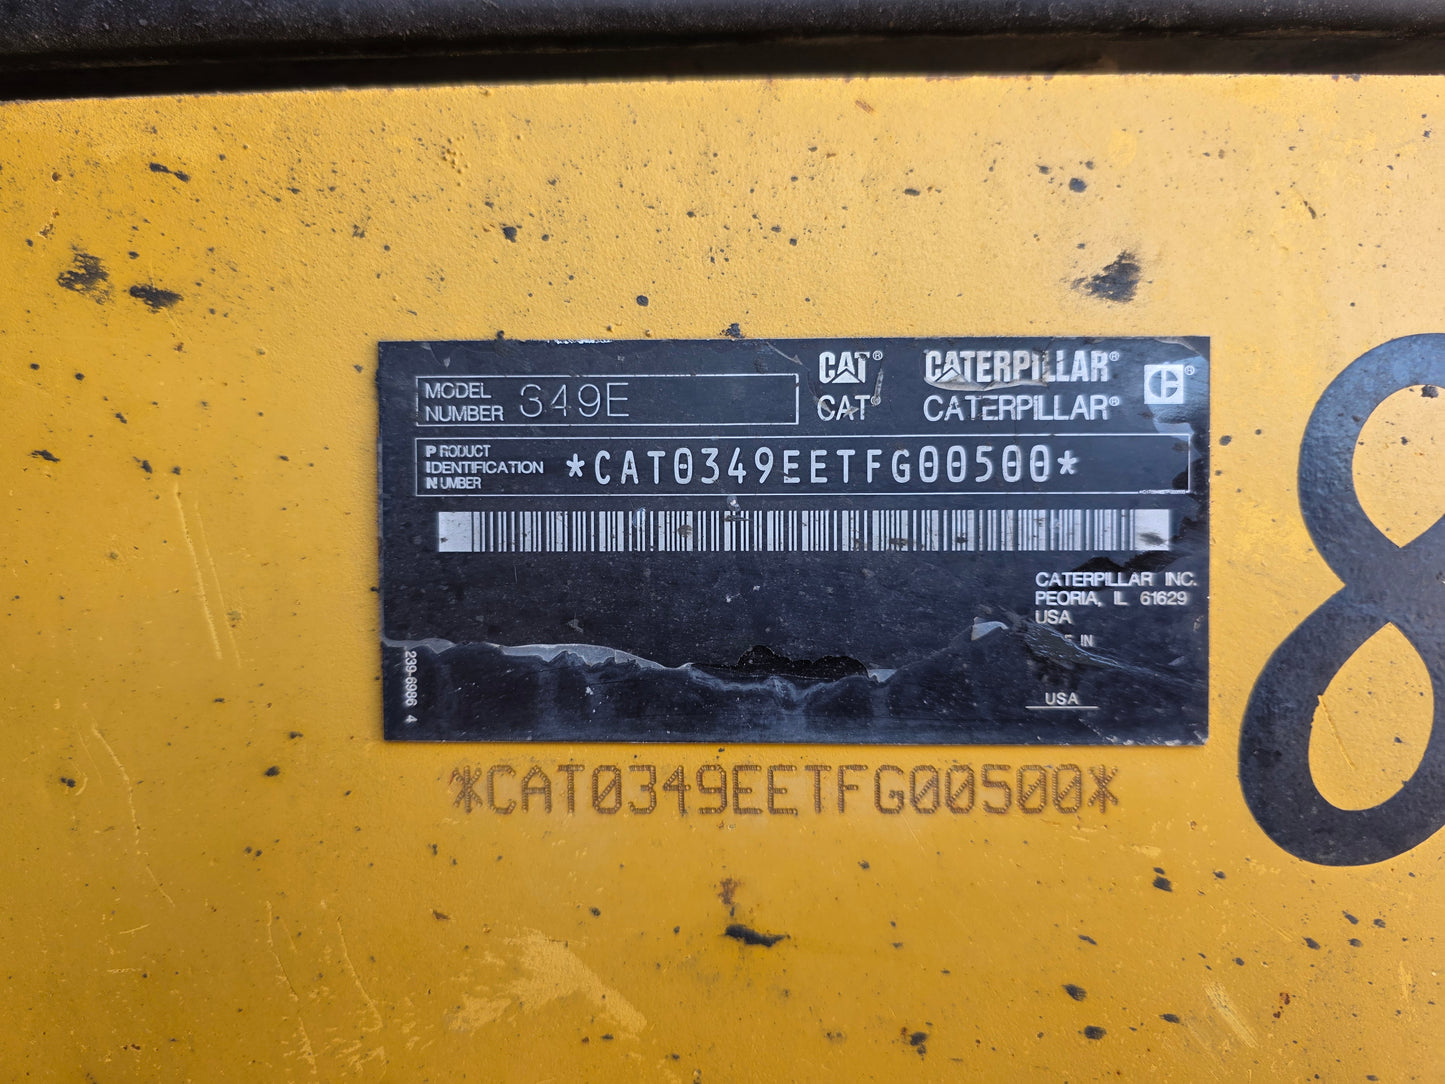 MODEL NUMBER 349E
CAT® CATERPILLAR®
CAT® CATERPILLAR®
PRODUCT
IDENTIFICATION
NUMBER
*CAT0349EETFG00500*
CATERPILLAR INC.
PEORIA, IL 61629
USA
IN
USA
239-6986 4
*CAT0349EETFG00500*
8